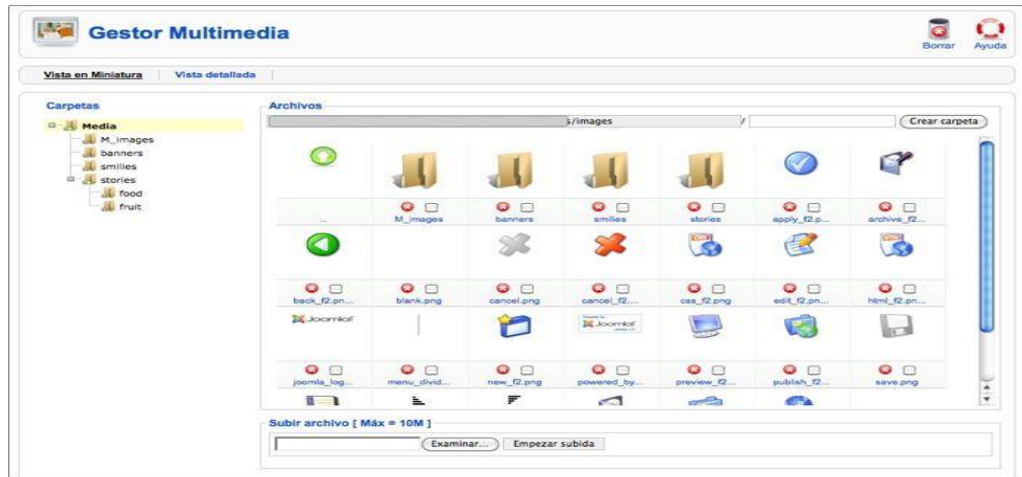 Gestor Multimedia
Borrar
Ayuda
Vista en Miniatura
Vista detallada
Carpetas
Media
M_images
banners
smilies
stories
food
fruit
Archivos
s/images
/
Crear carpeta
..
M_images
banners
smilies
stories
apply_f2.p...
archive_f2...
back_f2.pn...
blank.png
cancel.png
cancel_f2....
css_f2.png
edit_f2.pn...
html_f2.pn...
Joomla!
Joomla!
joomla_log...
menu_divid...
new_f2.png
powered_by...
preview_f2...
publish_f2...
save.png
Subir archivo [ Máx = 10M ]
Examinar...
Empezar subida